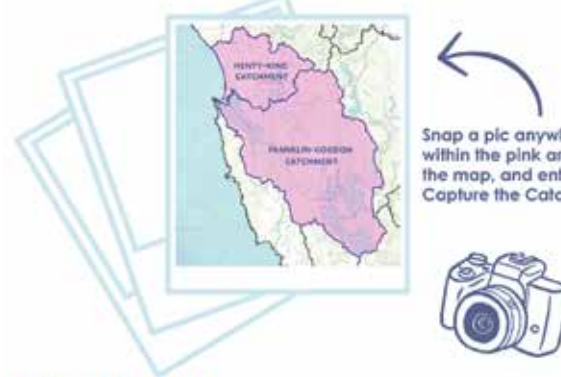 HENTY-KING
CATCHMENT
FRANKLIN-GORDON
CATCHMENT
Snap a pic
within the pink
the map, and
Capture the